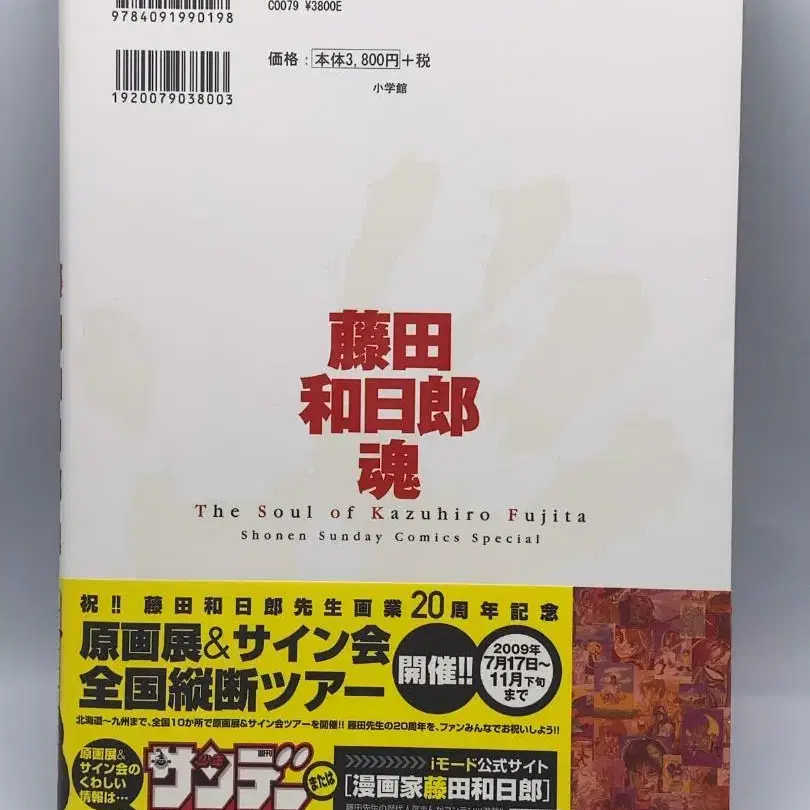 9784091990198
C0079 ¥3800E
価格：本体3,800円＋税
1920079038003
小学館
藤田
和日郎
魂
The Soul of Kazuhiro Fujita
Shonen Sunday Comics Special
祝!! 藤田和日郎先生画業20周年記念
原画展&サイン会
全国縦断ツアー
開催!!
2009年
7月17日〜
11月下旬
まで
北海道〜九州まで、全国10か所で原画展&サイン会ツアーを開催!! 藤田先生の20周年を、ファンみんなでお祝いしよう!!
原画展&
サイン会の
くわしい
情報は…
週刊
少年
サンデー
または
iモード公式サイト
[漫画家藤田和日郎]